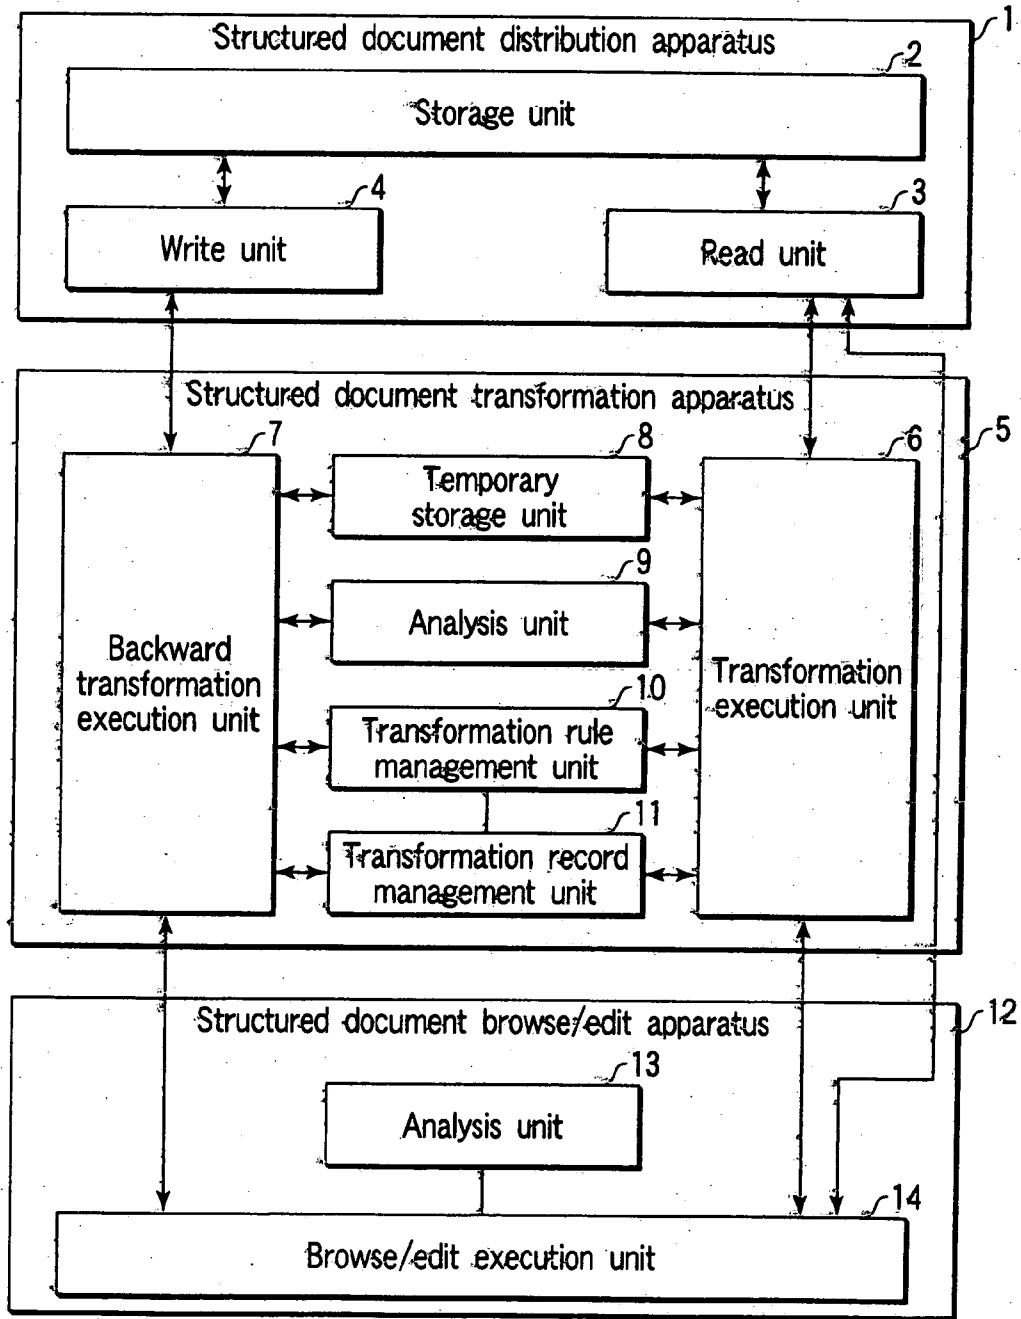 1
Structured document distribution apparatus
2
Storage unit
4
3
Write unit
Read unit
Structured document transformation apparatus
5
7
8
6
Temporary
storage unit
9
Analysis unit
Backward
transformation
execution unit
Transformation
execution unit
10
Transformation rule
management unit
11
Transformation record
management unit
Structured document browse/edit apparatus
12
13
Analysis unit
14
Browse/edit execution unit